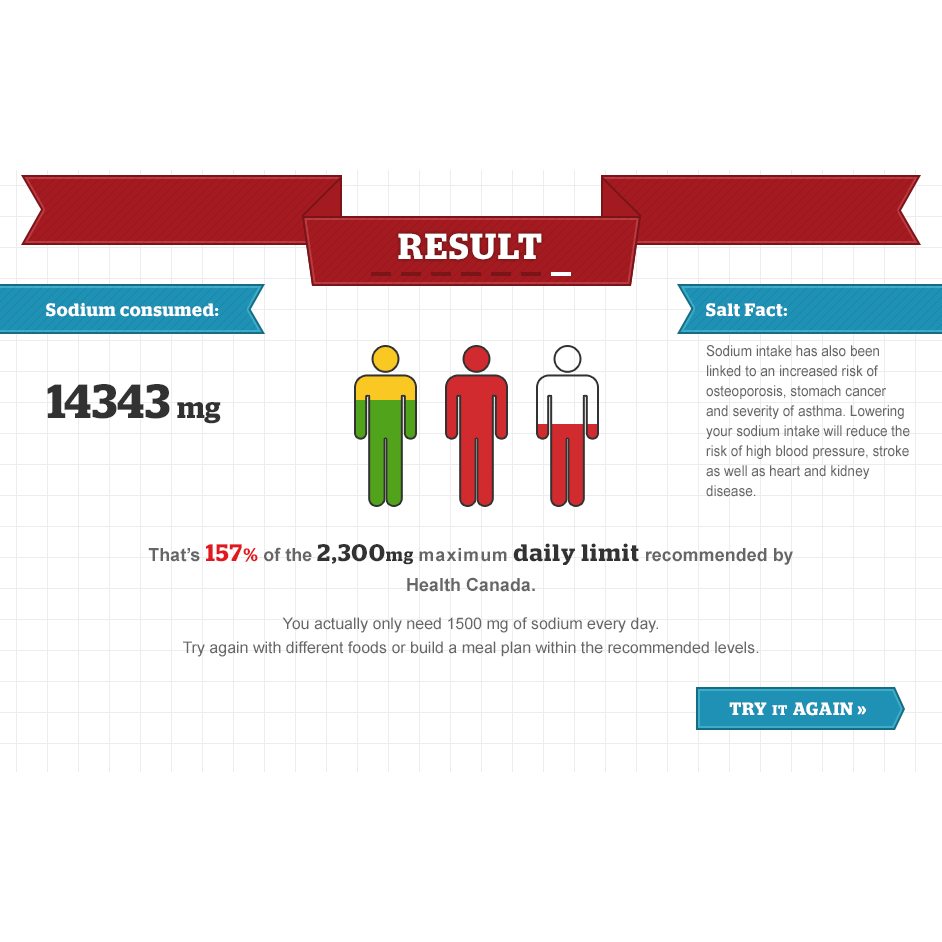 RESULT
Sodium consumed:
14343 mg
Salt Fact:
Sodium intake has also been
linked to an increased risk of
osteoporosis, stomach cancer
and severity of asthma. Lowering
your sodium intake will reduce the
risk of high blood pressure, stroke
as well as heart and kidney
disease.
That's 157% of the 2,300mg maximum daily limit recommended by
Health Canada.
You actually only need 1500 mg of sodium every day.
Try again with different foods or build a meal plan within the recommended levels.
TRY IT AGAIN »